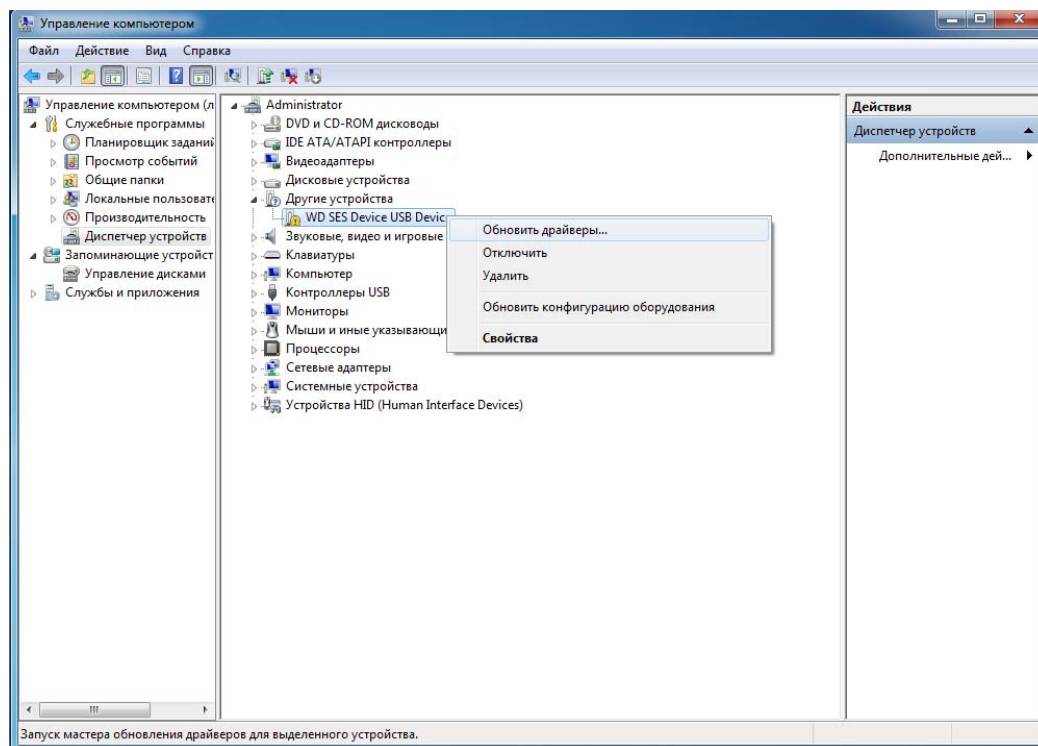 Управление компьютером
Файл Действие Вид Справка
Управление компьютером (л
Служебные программы
Планировщик заданий
Просмотр событий
Общие папки
Локальные пользовате
Производительность
Диспетчер устройств
Запоминающие устройст
Управление дисками
Службы и приложения
Administrator
DVD и CD-ROM дисководы
IDE ATA/ATAPI контроллеры
Видеоадаптеры
Дисковые устройства
Другие устройства
WD SES Device USB Devic
Звуковые, видео и игровые
Клавиатуры
Компьютер
Контроллеры USB
Мониторы
Мыши и иные указывающи
Процессоры
Сетевые адаптеры
Системные устройства
Устройства HID (Human Interface Devices)
Обновить драйверы...
Отключить
Удалить
Обновить конфигурацию оборудования
Свойства
Действия
Диспетчер устройств
Дополнительные дей...
Запуск мастера обновления драйверов для выделенного устройства.